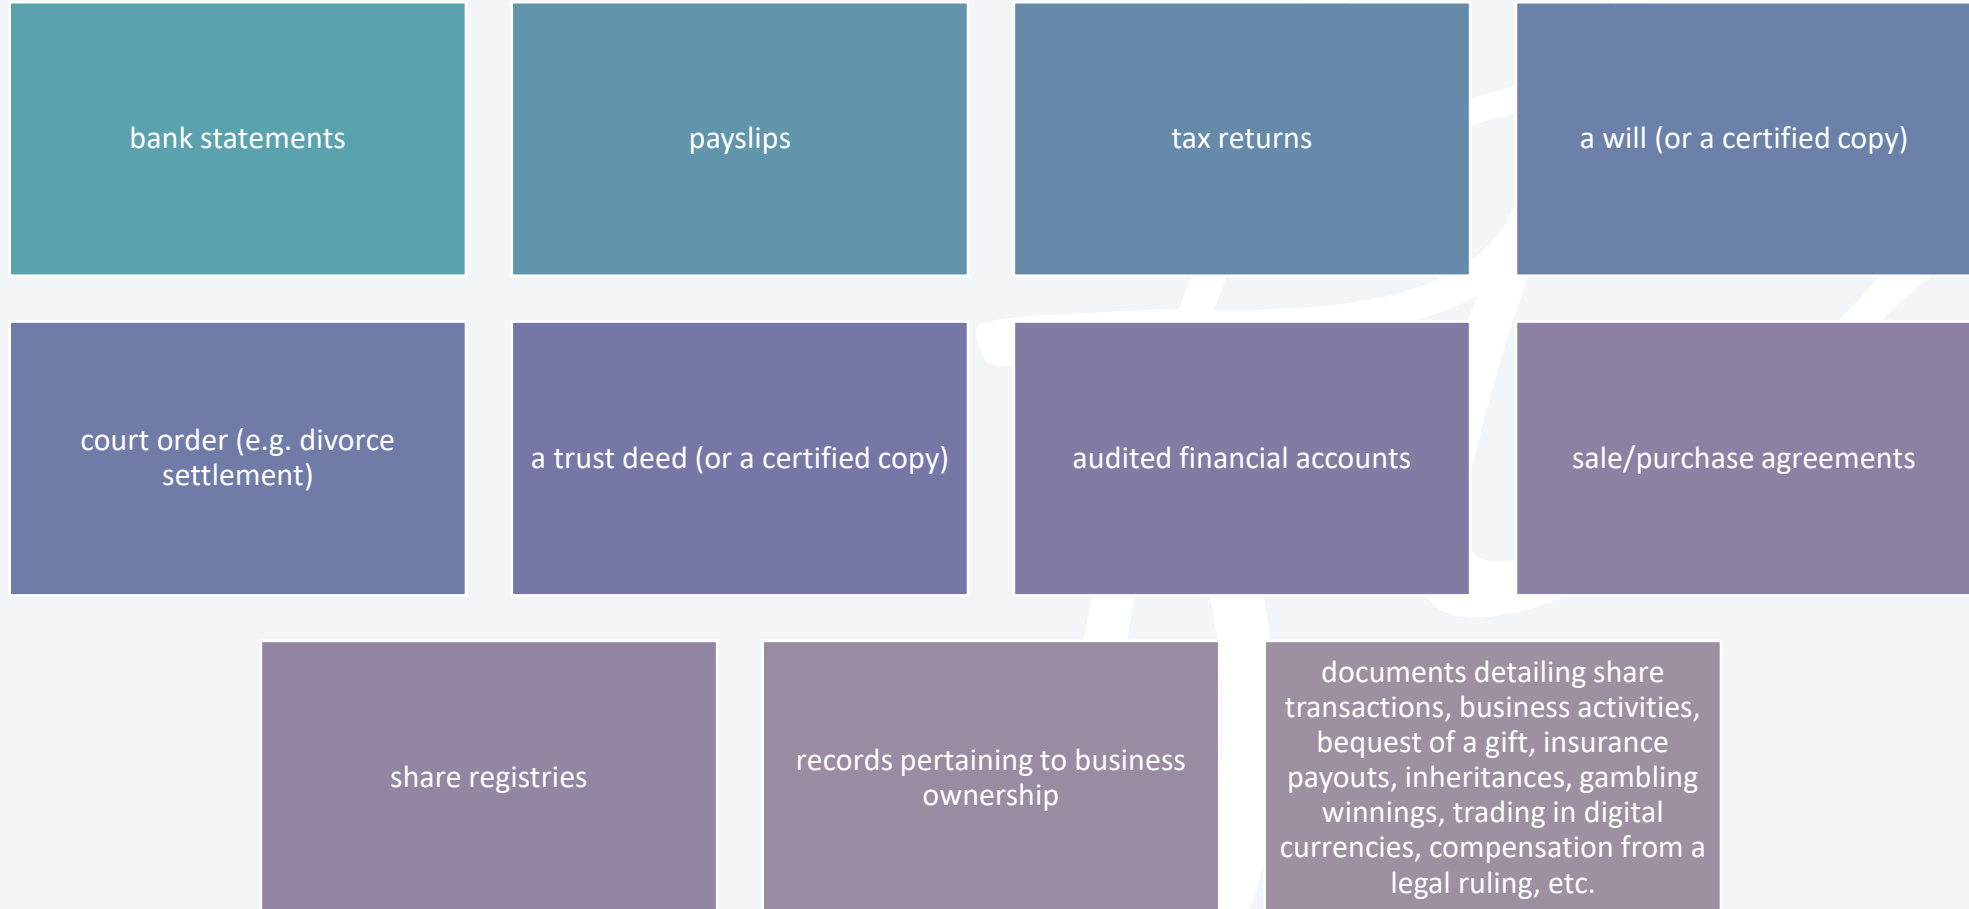 bank statements
payslips
tax returns
a will (or a certified copy)
court order (e.g. divorce
settlement)
a trust deed (or a certified copy)
audited financial accounts
sale/purchase agreements
share registries
records pertaining to business
ownership
documents detailing share
transactions, business activities,
bequest of a gift, insurance
payouts, inheritances, gambling
winnings, trading in digital
currencies, compensation from a
legal ruling, etc.